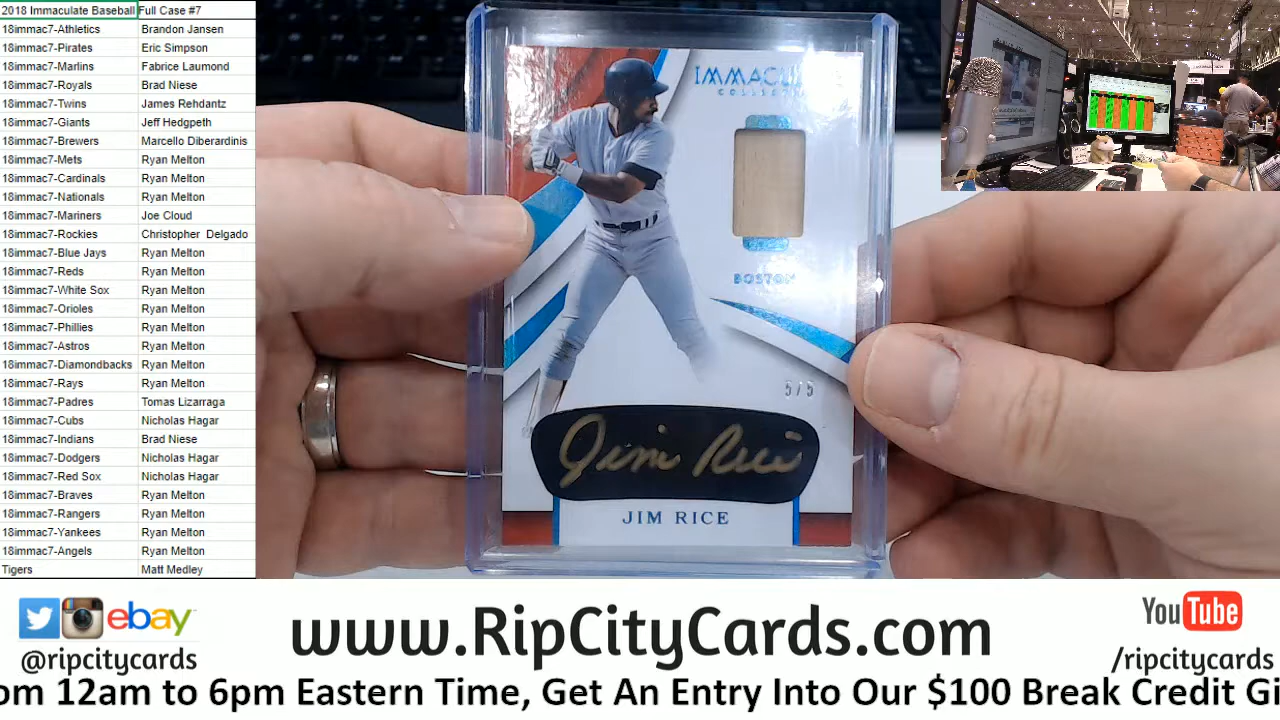 2018 Immaculate Baseball Full Case #7
18immac7-Athletics Brandon Jansen
18immac7-Pirates Eric Simpson
18immac7-Marlins Fabrice Laumond
18immac7-Royals Brad Niese
18immac7-Twins James Rehdantz
18immac7-Giants Jeff Hedgpeth
18immac7-Brewers Marcello Diberardinis
18immac7-Mets Ryan Melton
18immac7-Cardinals Ryan Melton
18immac7-Nationals Ryan Melton
18immac7-Mariners Joe Cloud
18immac7-Rockies Christopher Delgado
18immac7-Blue Jays Ryan Melton
18immac7-Reds Ryan Melton
18immac7-White Sox Ryan Melton
18immac7-Orioles Ryan Melton
18immac7-Phillies Ryan Melton
18immac7-Astros Ryan Melton
18immac7-Diamondbacks Ryan Melton
18immac7-Rays Ryan Melton
18immac7-Padres Tomas Lizarraga
18immac7-Cubs Nicholas Hagar
18immac7-Indians Brad Niese
18immac7-Dodgers Nicholas Hagar
18immac7-Red Sox Nicholas Hagar
18immac7-Braves Ryan Melton
18immac7-Rangers Ryan Melton
18immac7-Yankees Ryan Melton
18immac7-Angels Ryan Melton
Tigers Matt Medley
BOSTON
5/5
Jim Rice
JIM RICE
ebay
@ripcitycards
www.RipCityCards.com
YouTube
/ripcitycards
12am to 6pm Eastern Time, Get An Entry Into Our $100 Break Credit